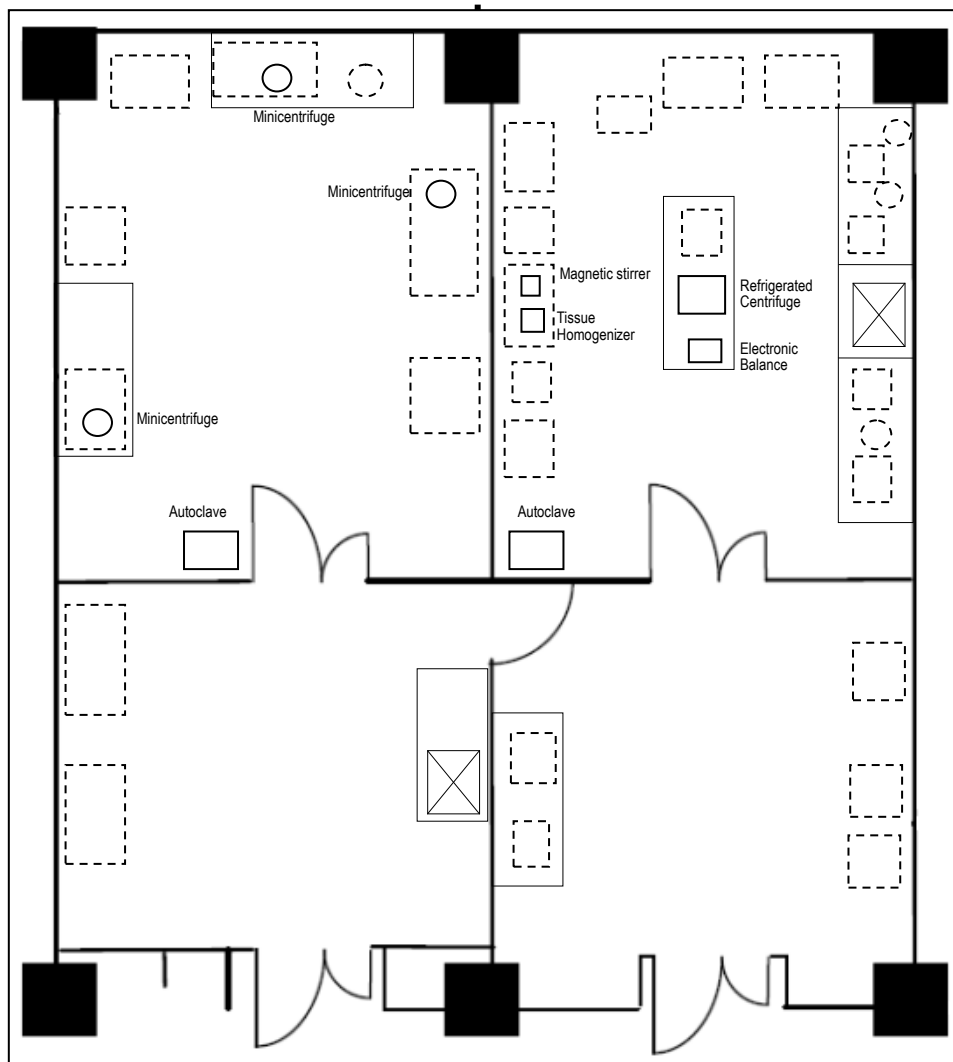 Minicentrifuge
Minicentrifuge
Magnetic stirrer
Refrigerated
Centrifuge
Tissue
Homogenizer
Electronic
Balance
Minicentrifuge
Autoclave
Autoclave